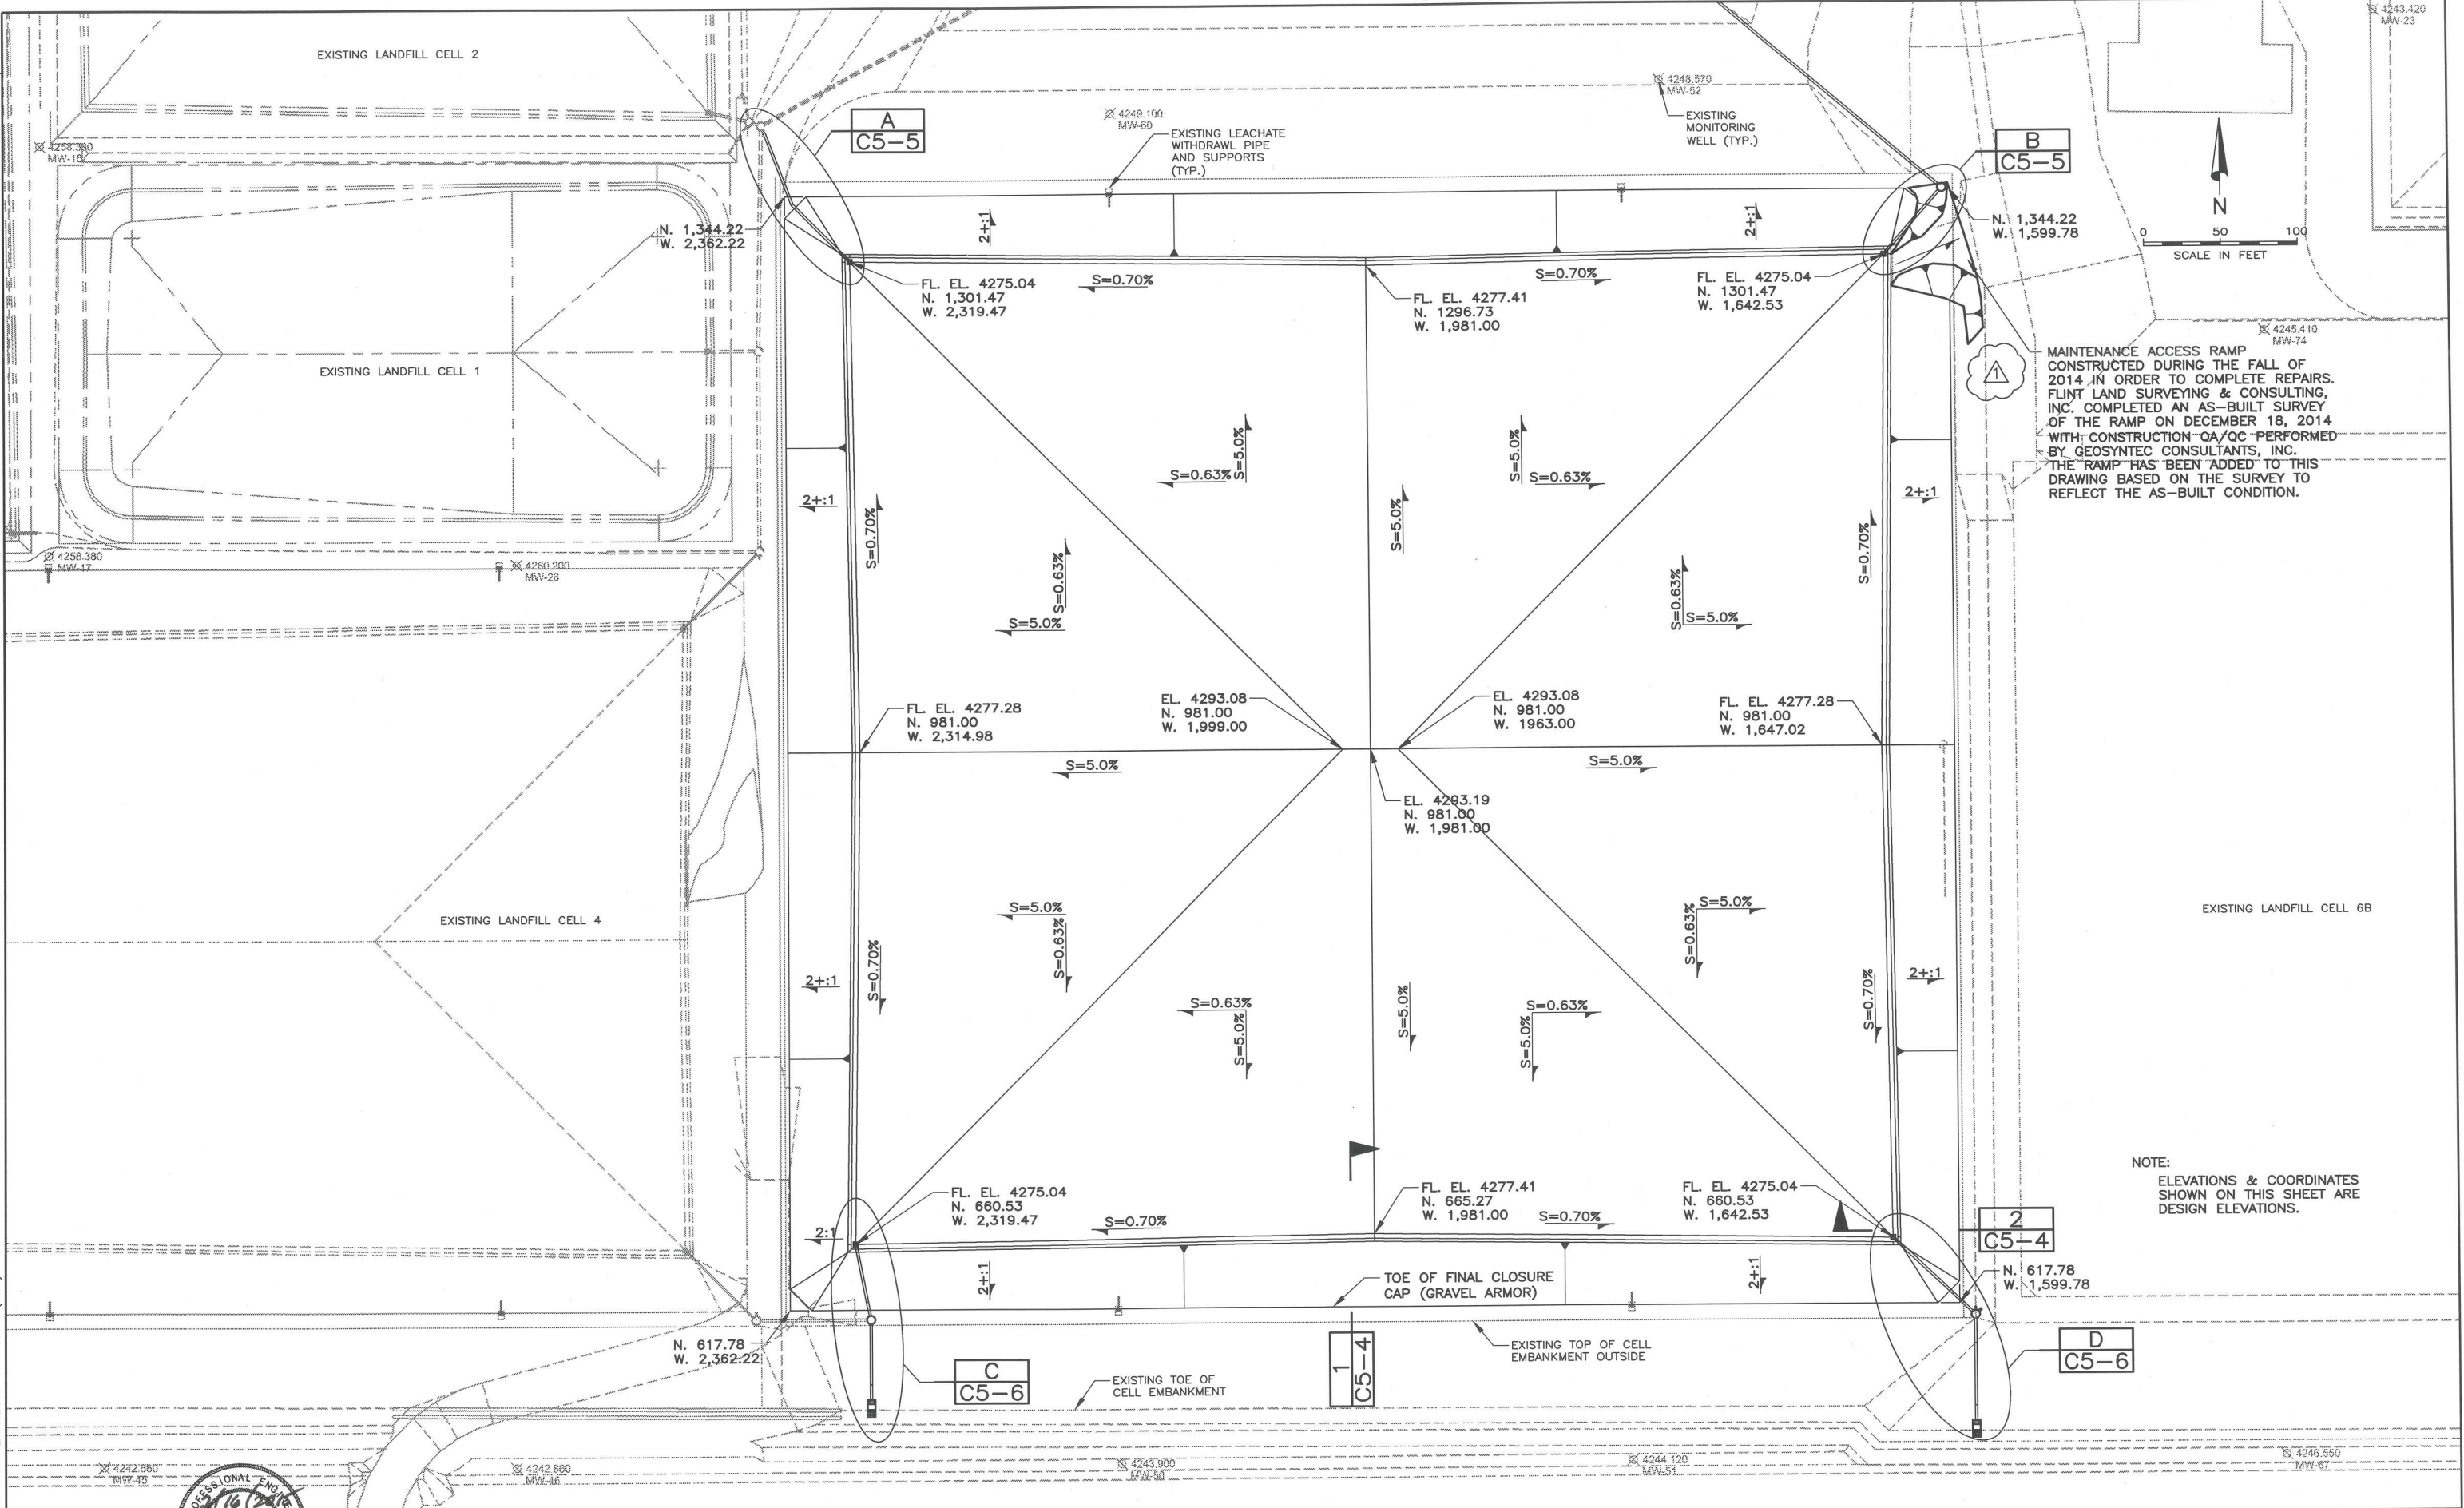 EXISTING LANDFILL CELL 2
4243.420
MW-23
4248.570
MW-52
4249.100
MW-60
EXISTING LEACHATE
WITHDRAWL PIPE
AND SUPPORTS
(TYP.)
EXISTING
MONITORING
WELL (TYP.)
A
C5-5
B
C5-5
N
0 50 100
SCALE IN FEET
N. 1,344.22
W. 2,362.22
N. 1,344.22
W. 1,599.78
2+:1
2+:1
FL. EL. 4275.04
N. 1,301.47
W. 2,319.47
S=0.70%
FL. EL. 4277.41
N. 1296.73
W. 1,981.00
S=0.70%
FL. EL. 4275.04
N. 1301.47
W. 1,642.53
4245.410
MW-74
EXISTING LANDFILL CELL 1
1
MAINTENANCE ACCESS RAMP
CONSTRUCTED DURING THE FALL OF
2014 IN ORDER TO COMPLETE REPAIRS.
FLINT LAND SURVEYING & CONSULTING,
INC. COMPLETED AN AS-BUILT SURVEY
OF THE RAMP ON DECEMBER 18, 2014
WITH CONSTRUCTION QA/QC PERFORMED
BY GEOSYNTEC CONSULTANTS, INC.
THE RAMP HAS BEEN ADDED TO THIS
DRAWING BASED ON THE SURVEY TO
REFLECT THE AS-BUILT CONDITION.
S=0.63%
S=5.0%
S=5.0%
S=0.63%
2+:1
S=0.70%
S=5.0%
S=0.70%
2+:1
4258.380
MW-17
4260.200
MW-26
S=0.63%
S=5.0%
S=0.63%
S=5.0%
FL. EL. 4277.28
N. 981.00
W. 2,314.98
EL. 4293.08
N. 981.00
W. 1,999.00
EL. 4293.08
N. 981.00
W. 1963.00
FL. EL. 4277.28
N. 981.00
W. 1,647.02
S=5.0%
S=5.0%
EL. 4293.19
N. 981.00
W. 1,981.00
EXISTING LANDFILL CELL 4
EXISTING LANDFILL CELL 6B
S=5.0%
S=0.63%
S=5.0%
S=0.63%
2+:1
S=0.70%
S=0.63%
S=5.0%
S=5.0%
S=0.63%
S=5.0%
S=0.70%
2+:1
NOTE:
ELEVATIONS & COORDINATES
SHOWN ON THIS SHEET ARE
DESIGN ELEVATIONS.
FL. EL. 4275.04
N. 660.53
W. 2,319.47
S=0.70%
FL. EL. 4277.41
N. 665.27
W. 1,981.00
S=0.70%
FL. EL. 4275.04
N. 660.53
W. 1,642.53
2:1
2+:1
2+:1
2
C5-4
N. 617.78
W. 1,599.78
TOE OF FINAL CLOSURE
CAP (GRAVEL ARMOR)
N. 617.78
W. 2,362.22
C
C5-6
EXISTING TOE OF
CELL EMBANKMENT
1
C5-4
EXISTING TOP OF CELL
EMBANKMENT OUTSIDE
D
C5-6
MW-45
4242.860
4243.900
MW-50
4244.120
MW-51
4246.550
MW-67